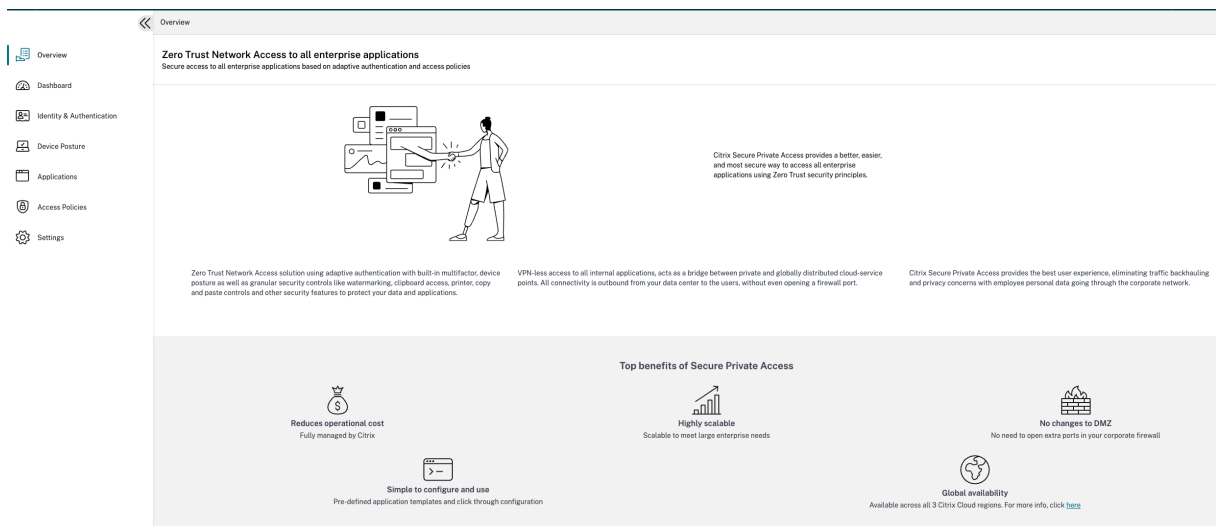 Overview
Overview
Dashboard
Identity & Authentication
Device Posture
Applications
Access Policies
Settings
Zero Trust Network Access to all enterprise applications
Secure access to all enterprise applications based on adaptive authentication and access policies
Citrix Secure Private Access provides a better, easier,
and most secure way to access all enterprise
applications using Zero Trust security principles.
Zero Trust Network Access solution using adaptive authentication with built-in multifactor, device
posture as well as granular security controls like watermarking, clipboard access, printer, copy
and paste controls and other security features to protect your data and applications.
VPN-less access to all internal applications, acts as a bridge between private and globally distributed cloud-service
points. All connectivity is outbound from your data center to the users, without even opening a firewall port.
Citrix Secure Private Access provides the best user experience, eliminating traffic backhauling
and privacy concerns with employee personal data going through the corporate network.
Top benefits of Secure Private Access
Reduces operational cost
Fully managed by Citrix
Highly scalable
Scalable to meet large enterprise needs
No changes to DMZ
No need to open extra ports in your corporate firewall
Simple to configure and use
Pre-defined application templates and click through configuration
Global availability
Available across all 3 Citrix Cloud regions. For more info, click here